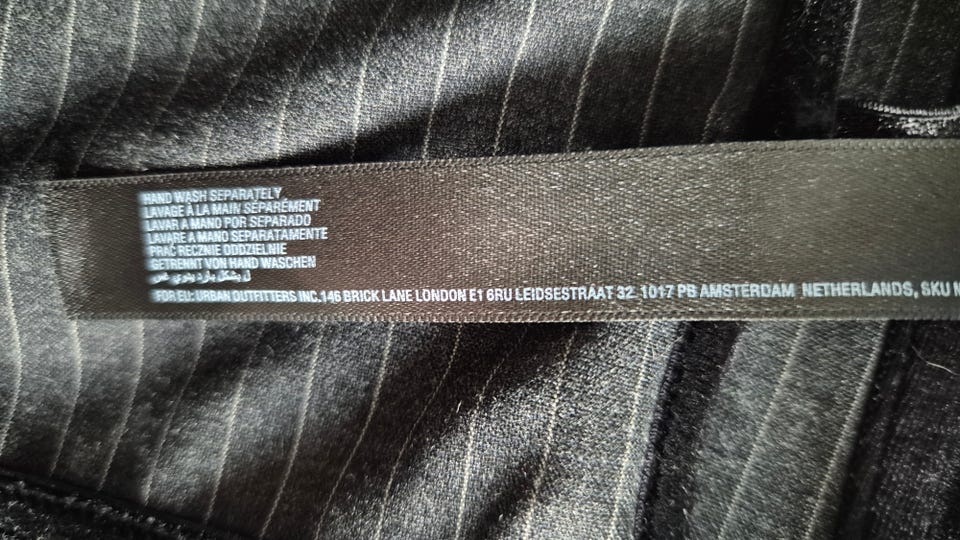 HAND WASH SEPARATELY
LAVAGE À LA MAIN SÉPARÉMENT
LAVAR A MANO POR SEPARADO
LAVARE A MANO SEPARATAMENTE
PRAĆ RECZNIE ODDZIELNIE
GETRENNT VON HAND WASCHEN
FOR EU: URBAN OUTFITTERS INC.146 BRICK LANE LONDON E1 6RU LEIDSESTRAAT 32 1017 PB AMSTERDAM NETHERLANDS, SKU